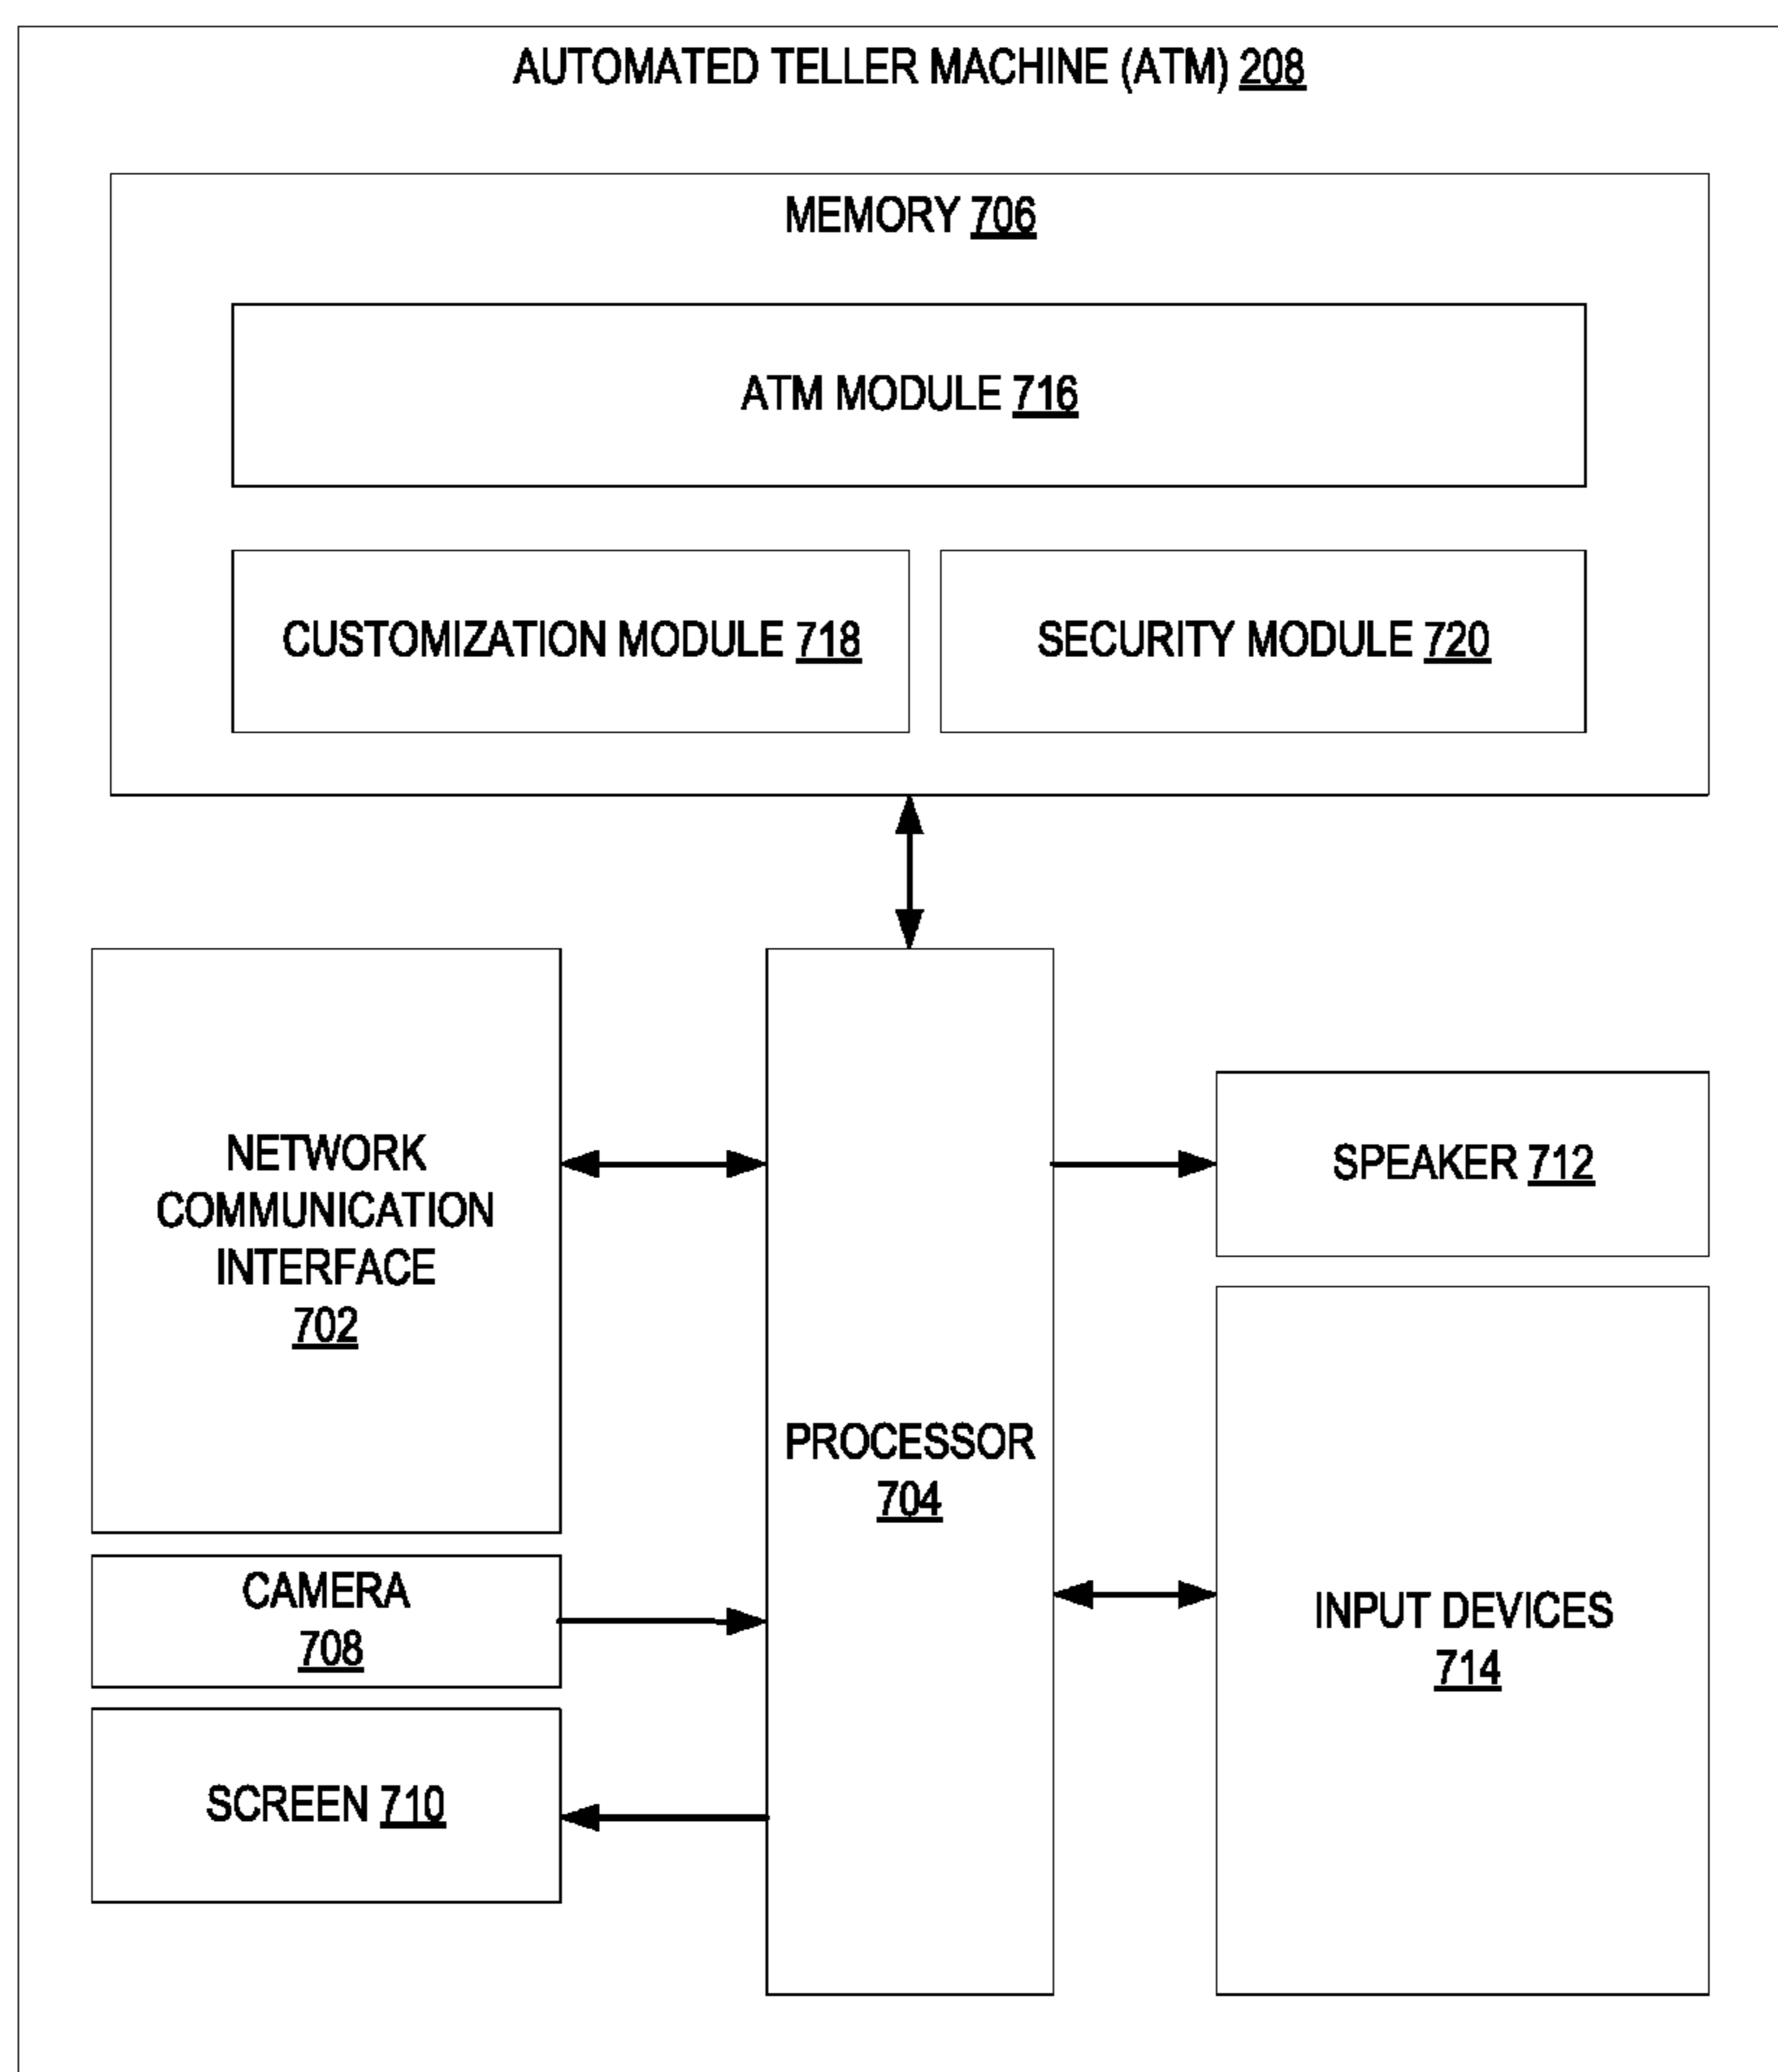 AUTOMATED TELLER MACHINE (ATM) 208
MEMORY 706
ATM MODULE 716
CUSTOMIZATION MODULE 718
SECURITY MODULE 720
NETWORK
COMMUNICATION
INTERFACE
702
PROCESSOR
704
SPEAKER 712
CAMERA
708
INPUT DEVICES
714
SCREEN 710